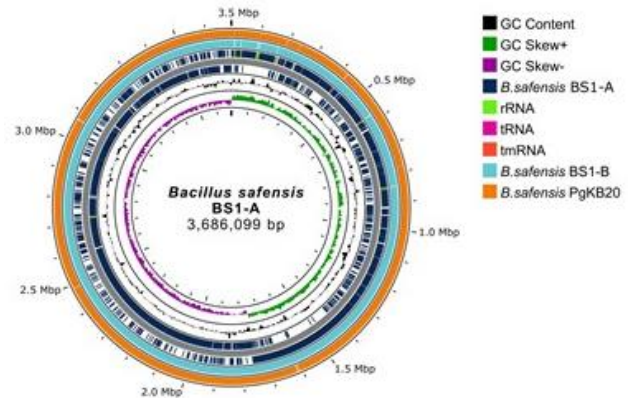 3.5 Mbp
0.5 Mbp
1.0 Mbp
1.5 Mbp
2.0 Mbp
2.5 Mbp
3.0 Mbp
Bacillus safensis
BS1-A
3,686,099 bp
GC Content
GC Skew+
GC Skew-
B.safensis BS1-A
rRNA
tRNA
tmRNA
B.safensis BS1-B
B.safensis PgKB20